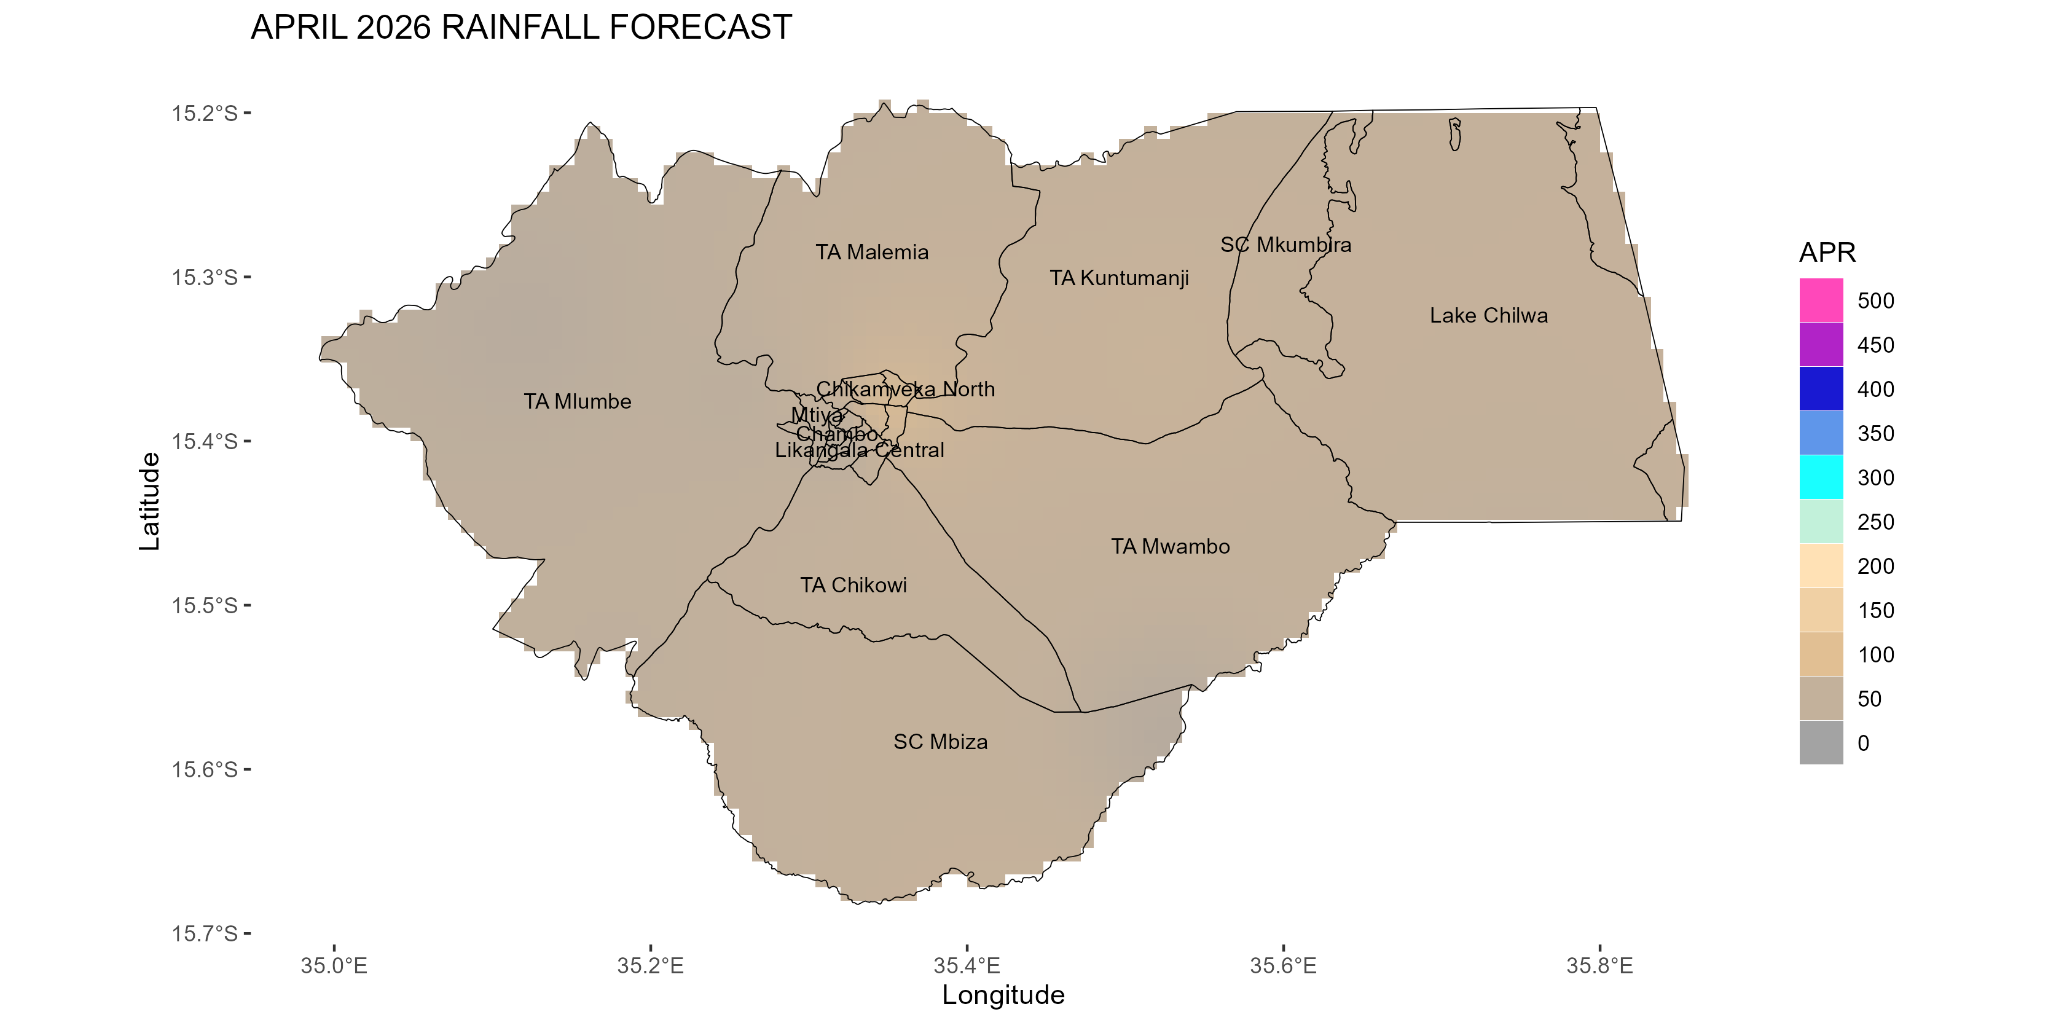 APRIL 2026 RAINFALL FORECAST
15.2°S
15.3°S
15.4°S
15.5°S
15.6°S
15.7°S
Latitude
TA Malemia
SC Mkumbira
TA Kuntumanji
Lake Chilwa
Chikamveka North
TA Mlumbe
Mtiya
Chambo
Likangala Central
TA Mwambo
TA Chikowi
SC Mbiza
35.0°E
35.2°E
35.4°E
35.6°E
35.8°E
Longitude
APR
500
450
400
350
300
250
200
150
100
50
0